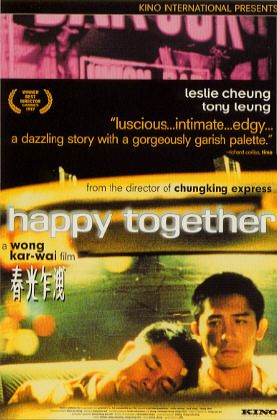 KINO INTERNATIONAL PRESENTS
WINNER
BEST
DIRECTOR
CANNES
1997
leslie cheung
tony leung
"luscious...intimate...edgy...
a dazzling story with a gorgeously garish palette."
–richard corliss, time
from the director of chungking express
happy together
a wong
kar-wai film
春光乍洩
KINO